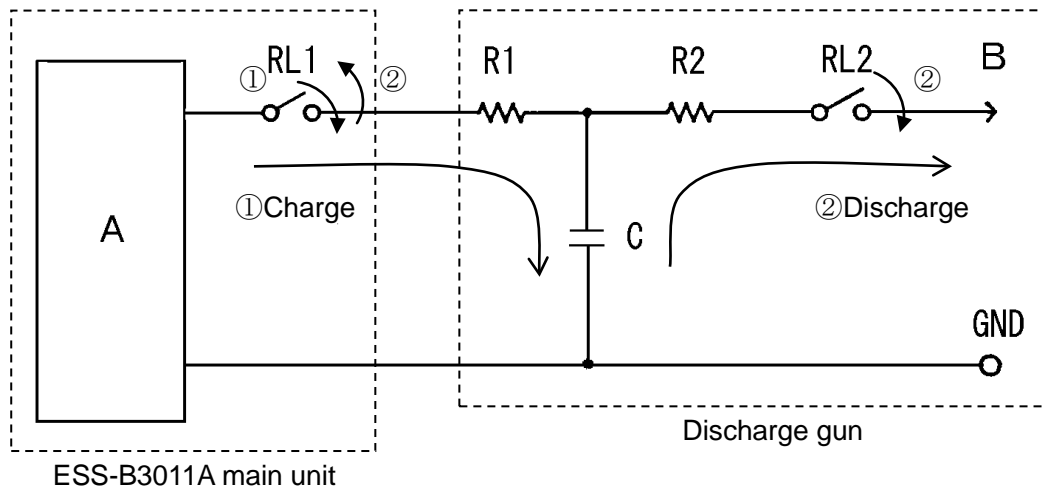 ① RL1 ② R1 R2 RL2 ② B
①Charge ②Discharge
A C
GND
Discharge gun
ESS-B3011A main unit